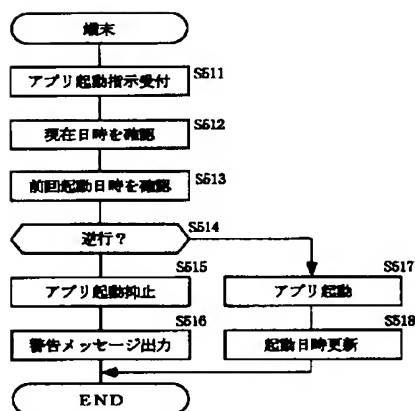 端末
アプリ起動指示受付 S511
現在日時を確認 S512
前回起動日時を確認 S513
逆行? S514
アプリ起動抑止 S515
アプリ起動 S517
警告メッセージ出力 S516
起動日時更新 S518
END